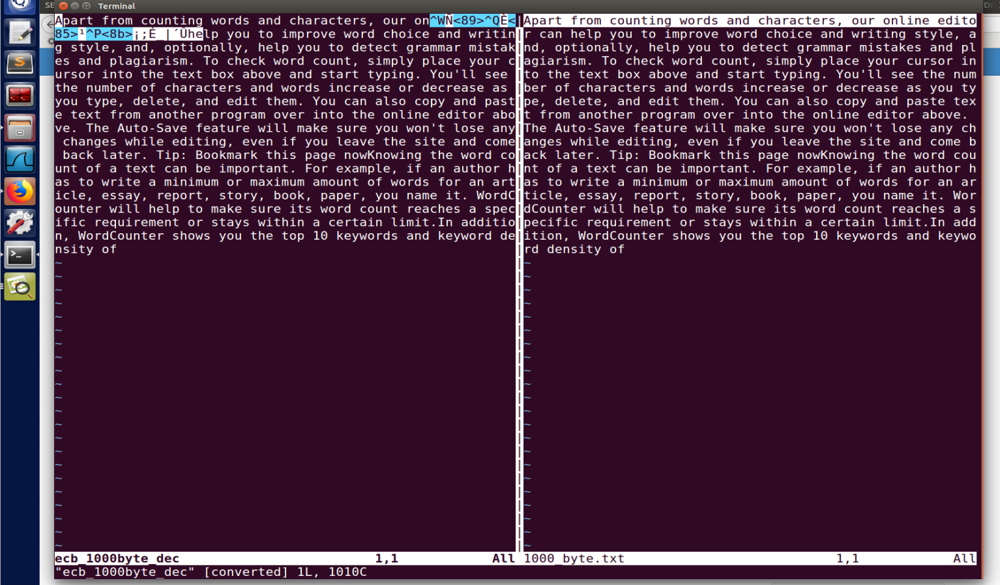 SE
Terminal
Dr
Apart from counting words and characters, our on^WÑ<89>^QÈ<
85>¹^P<8b>¡;É_|´Ûhelp you to improve word choice and writin
g style, and, optionally, help you to detect grammar mistak
es and plagiarism. To check word count, simply place your c
ursor into the text box above and start typing. You'll see
the number of characters and words increase or decrease as
you type, delete, and edit them. You can also copy and past
e text from another program over into the online editor abo
ve. The Auto-Save feature will make sure you won't lose any
changes while editing, even if you leave the site and come
back later. Tip: Bookmark this page nowKnowing the word co
unt of a text can be important. For example, if an author h
as to write a minimum or maximum amount of words for an art
icle, essay, report, story, book, paper, you name it. WordC
ounter will help to make sure its word count reaches a spec
ific requirement or stays within a certain limit.In additio
n, WordCounter shows you the top 10 keywords and keyword de
nsity of
ecb_1000byte_dec 1,1 All
Apart from counting words and characters, our online edito
r can help you to improve word choice and writing style, a
nd, optionally, help you to detect grammar mistakes and pl
agiarism. To check word count, simply place your cursor in
to the text box above and start typing. You'll see the num
ber of characters and words increase or decrease as you ty
pe, delete, and edit them. You can also copy and paste tex
t from another program over into the online editor above.
The Auto-Save feature will make sure you won't lose any ch
anges while editing, even if you leave the site and come b
ack later. Tip: Bookmark this page nowKnowing the word cou
nt of a text can be important. For example, if an author h
as to write a minimum or maximum amount of words for an ar
ticle, essay, report, story, book, paper, you name it. Wor
dCounter will help to make sure its word count reaches a s
pecific requirement or stays within a certain limit.In add
ition, WordCounter shows you the top 10 keywords and keywo
rd density of
1000_byte.txt 1,1 All
"ecb_1000byte_dec" [converted] 1L, 1010C